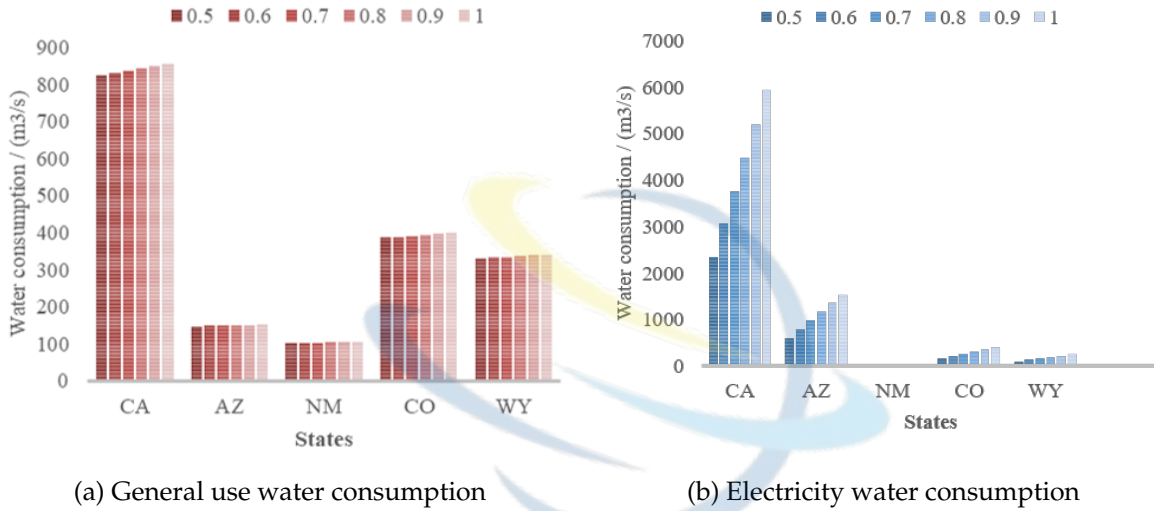 0.5 0.6 0.7 0.8 0.9 1
900
800
700
600
500
400
300
200
100
0
Water consumption / (m3/s)
CA AZ NM CO WY
States
(a) General use water consumption
0.5 0.6 0.7 0.8 0.9 1
7000
6000
5000
4000
3000
2000
1000
0
Water consumption / (m3/s)
CA AZ NM CO WY
States
(b) Electricity water consumption